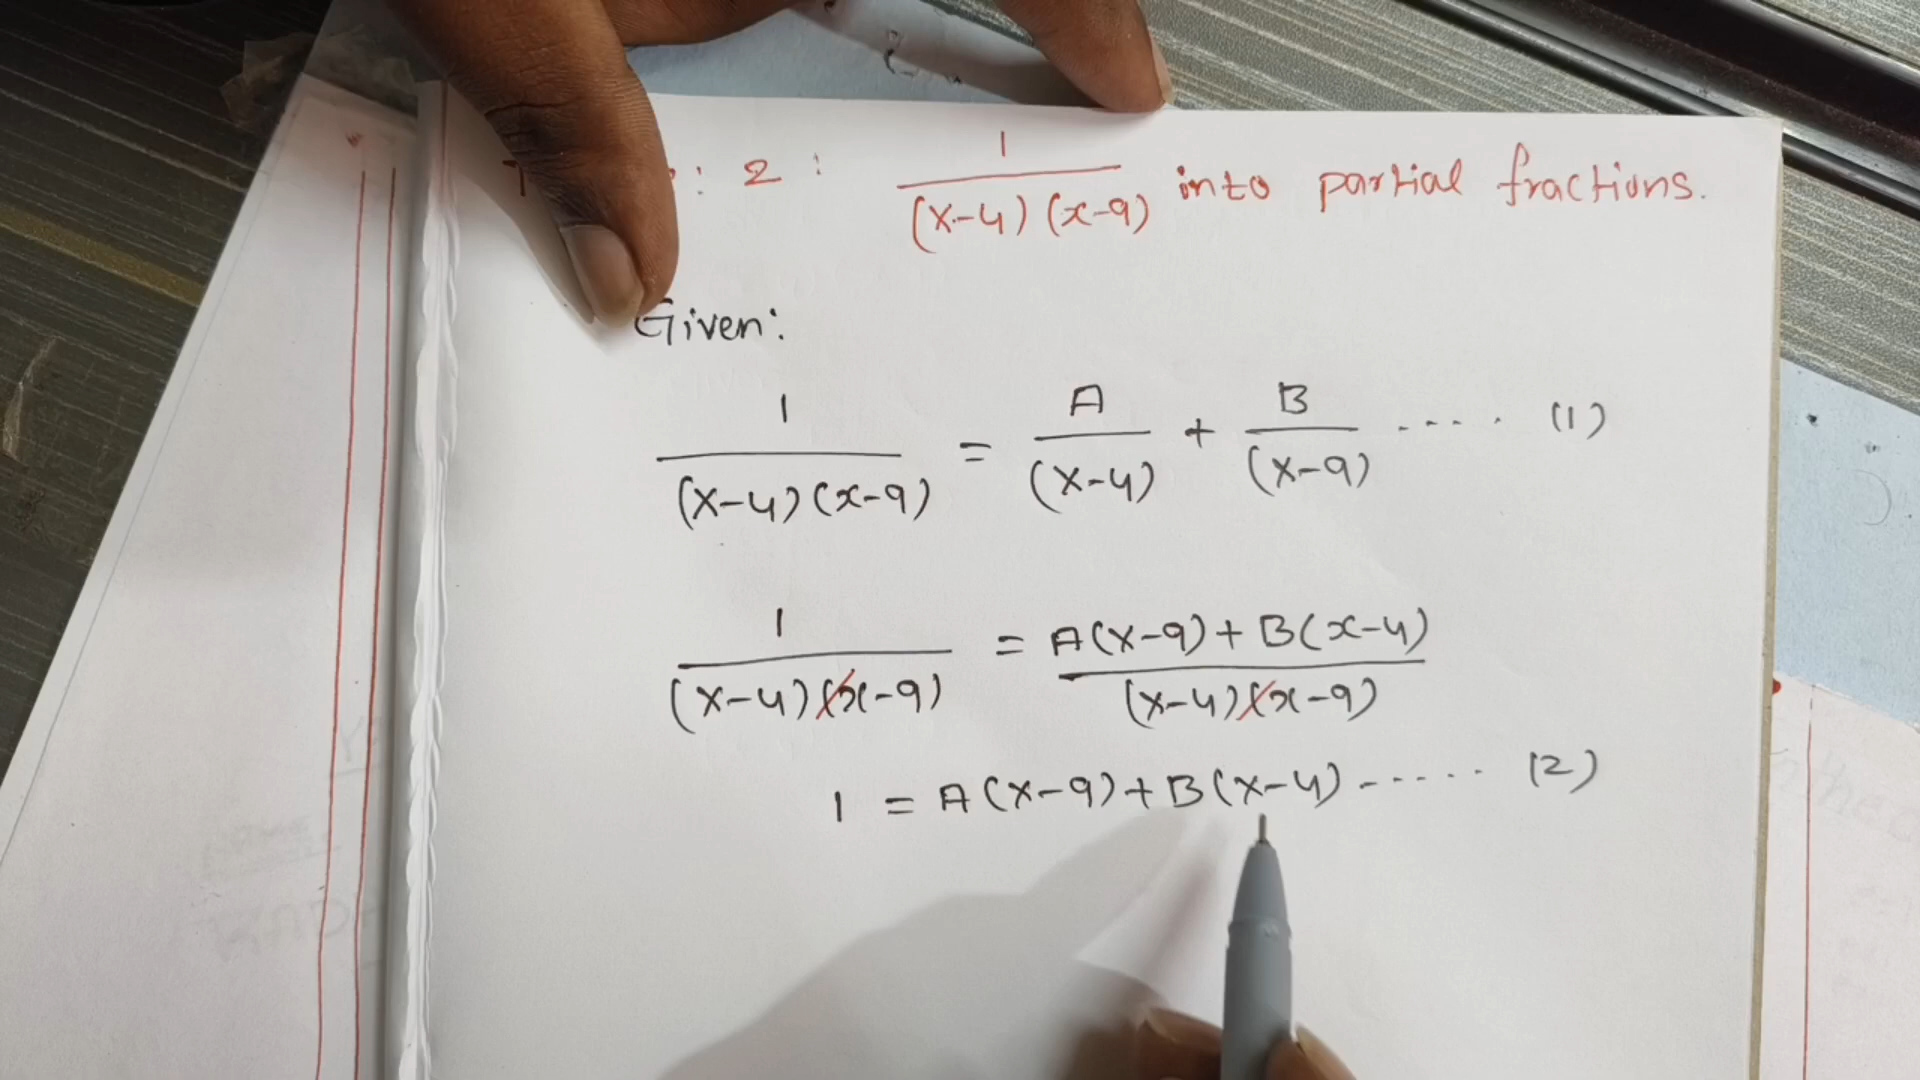 2 : 1/((x-4)(x-9)) into partial fractions.
Given:
1/((x-4)(x-9)) = A/(x-4) + B/(x-9) ..... (1)
1/((x-4)(x-9)) = (A(x-9)+B(x-4))/((x-4)(x-9))
1 = A(x-9)+B(x-4) ...... (2)